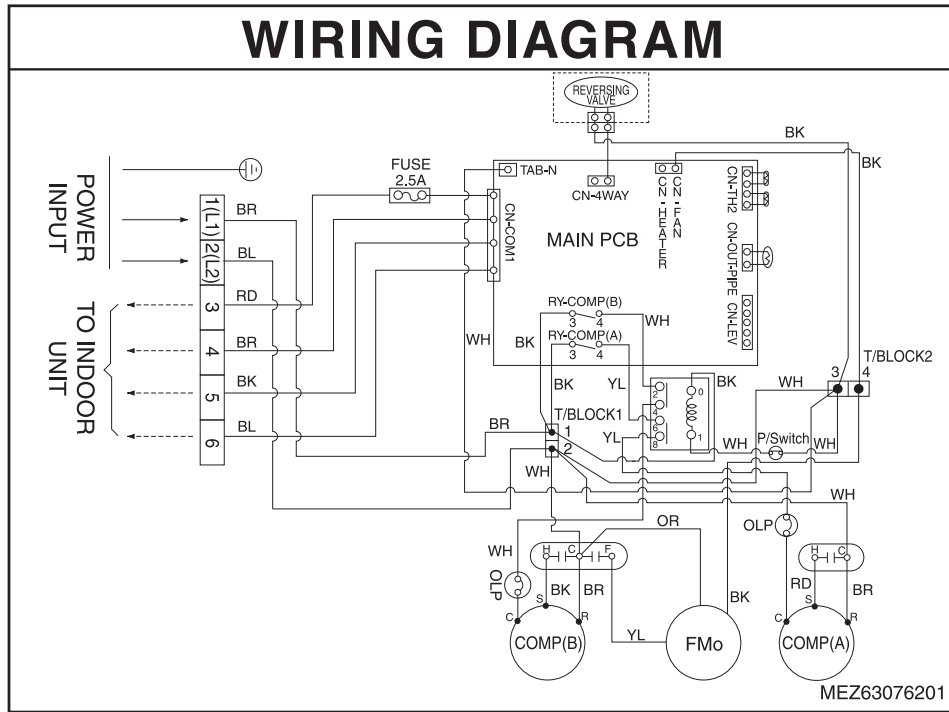 WIRING DIAGRAM
REVERSING
VALVE
BK
BK
POWER
INPUT
FUSE
2.5A
TAB-N
CN-4WAY
CN-HEATER
CN-FAN
CN-TH2
CN-OUT-PIPE
CN-LEV
CN-COM1
MAIN PCB
1(L1)
BR
2(L2)
BL
3
RD
4
BR
5
BK
6
BL
TO INDOOR
UNIT
RY-COMP(B)
3 4
RY-COMP(A)
3 4
WH
WH
BK
BK
YL
YL
2
4
6
8
0
1
BK
T/BLOCK2
3 4
WH
T/BLOCK1
1
2
BR
WH
WH
P/Switch
WH
WH
OR
OLP
WH
OLP
H C F
BK
BR
S
C
R
COMP(B)
YL
FMo
BK
H C
RD
BR
S
C
R
COMP(A)
MEZ63076201